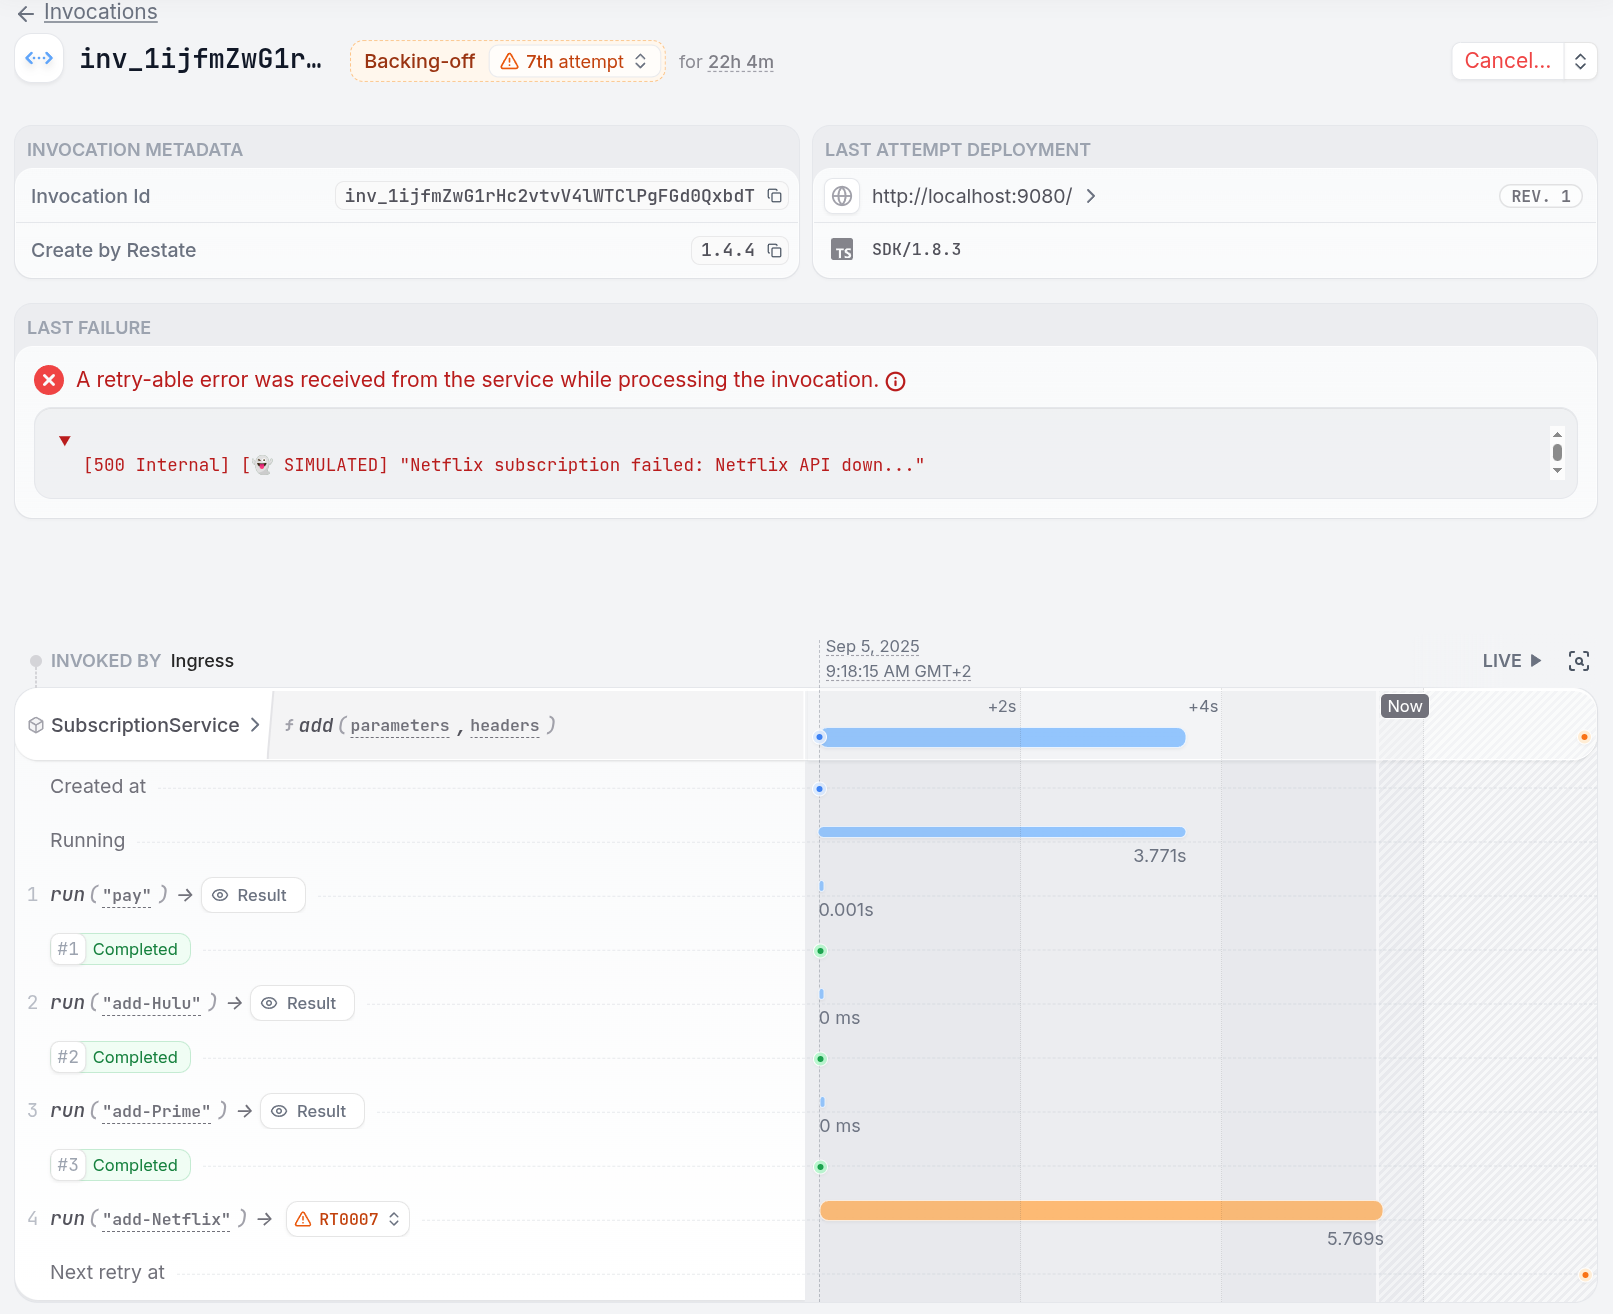 Invocations
inv_1ijfmZwG1r… Backing-off 7th attempt for 22h 4m Cancel...
INVOCATION METADATA
Invocation Id inv_1ijfmZwG1rHc2vtvV4lWTClPgFGd0QxbdT
Create by Restate 1.4.4
LAST ATTEMPT DEPLOYMENT
http://localhost:9080/ REV. 1
TS SDK/1.8.3
LAST FAILURE
A retry-able error was received from the service while processing the invocation.
[500 Internal] [👻 SIMULATED] "Netflix subscription failed: Netflix API down..."
INVOKED BY Ingress
Sep 5, 2025
9:18:15 AM GMT+2
LIVE
SubscriptionService ƒ add (parameters , headers )
+2s +4s Now
Created at
Running
3.771s
1 run ("pay" ) → Result
0.001s
#1 Completed
2 run ("add-Hulu" ) → Result
0 ms
#2 Completed
3 run ("add-Prime" ) → Result
0 ms
#3 Completed
4 run ("add-Netflix" ) → RT0007
5.769s
Next retry at